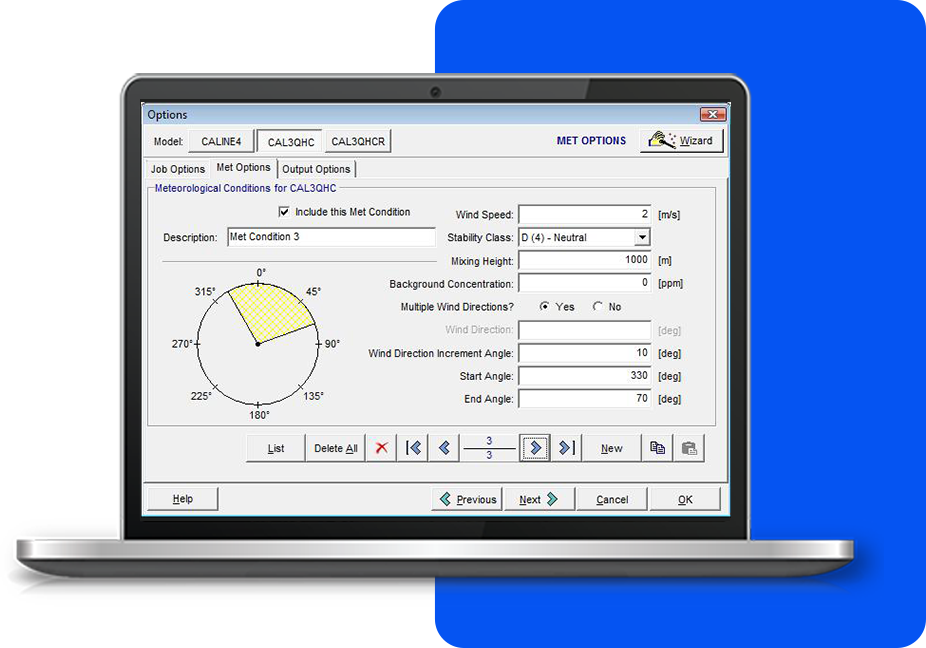 Options
Model: CALINE4 CAL3QHC CAL3QHCR MET OPTIONS Wizard
Job Options Met Options Output Options
Meteorological Conditions for CAL3QHC
Include this Met Condition
Description: Met Condition 3
Wind Speed: 2 [m/s]
Stability Class: D (4) - Neutral
Mixing Height: 1000 [m]
Background Concentration: 0 [ppm]
Multiple Wind Directions? Yes No
Wind Direction: [deg]
Wind Direction Increment Angle: 10 [deg]
Start Angle: 330 [deg]
End Angle: 70 [deg]
0°
315° 45°
270° 90°
225° 135°
180°
List Delete All 3 New
3
Help Previous Next Cancel OK